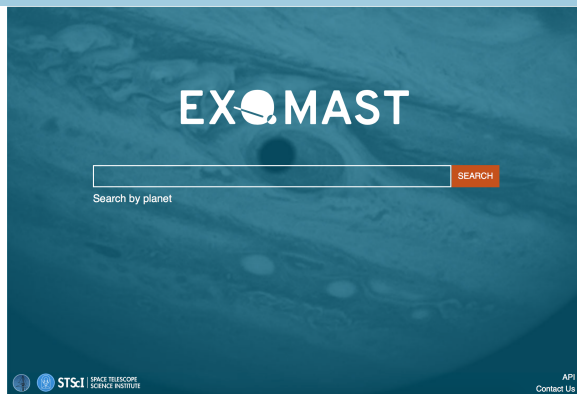 EXOMAST
SEARCH
Search by planet
STScI | SPACE TELESCOPE
SCIENCE INSTITUTE
API
Contact Us